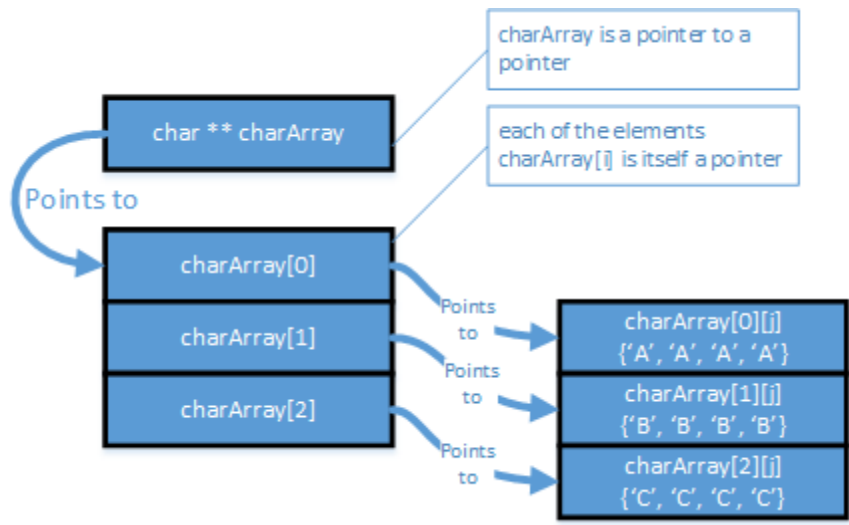 charArray is a pointer to a
pointer
char ** charArray
each of the elements
charArray[i] is itself a pointer
Points to
charArray[0]
charArray[1]
charArray[2]
Points
to
Points
to
Points
to
charArray[0][j]
{‘A’, ‘A’, ‘A’, ‘A’}
charArray[1][j]
{‘B’, ‘B’, ‘B’, ‘B’}
charArray[2][j]
{‘C’, ‘C’, ‘C’, ‘C’}